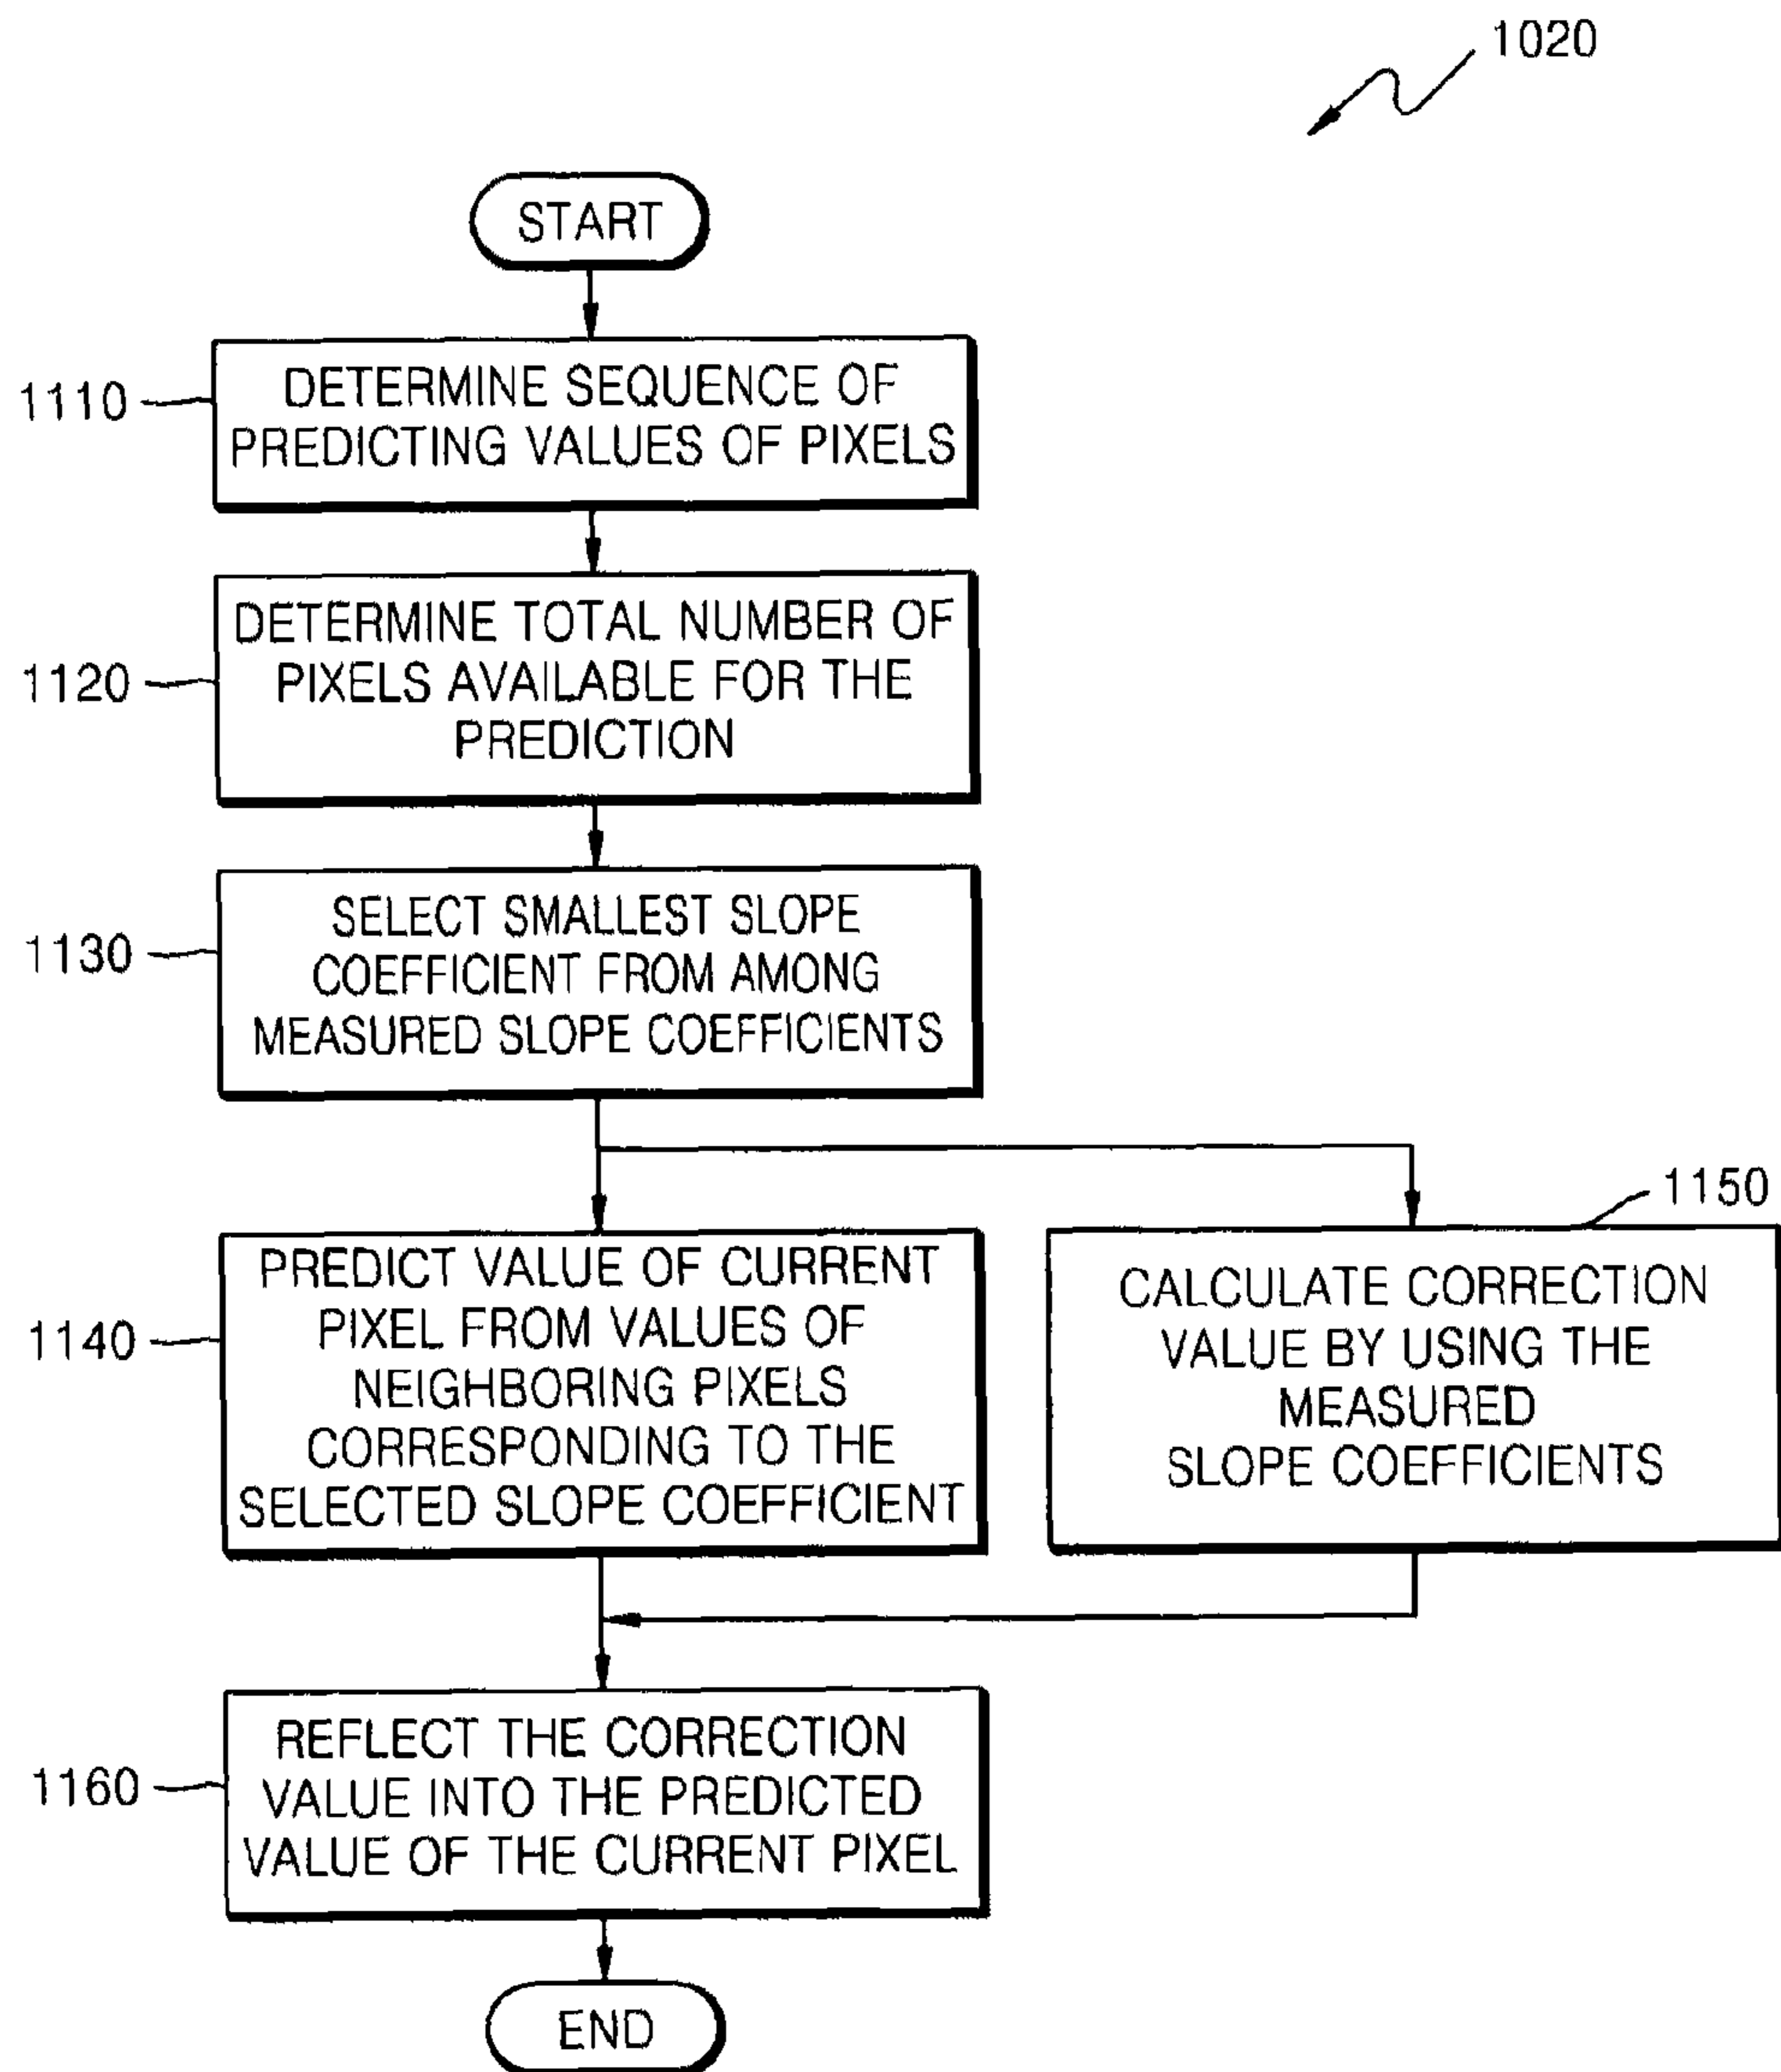 1020
START
1110
DETERMINE SEQUENCE OF
PREDICTING VALUES OF PIXELS
1120
DETERMINE TOTAL NUMBER OF
PIXELS AVAILABLE FOR THE
PREDICTION
1130
SELECT SMALLEST SLOPE
COEFFICIENT FROM AMONG
MEASURED SLOPE COEFFICIENTS
1140
PREDICT VALUE OF CURRENT
PIXEL FROM VALUES OF
NEIGHBORING PIXELS
CORRESPONDING TO THE
SELECTED SLOPE COEFFICIENT
1150
CALCULATE CORRECTION
VALUE BY USING THE
MEASURED
SLOPE COEFFICIENTS
1160
REFLECT THE CORRECTION
VALUE INTO THE PREDICTED
VALUE OF THE CURRENT PIXEL
END